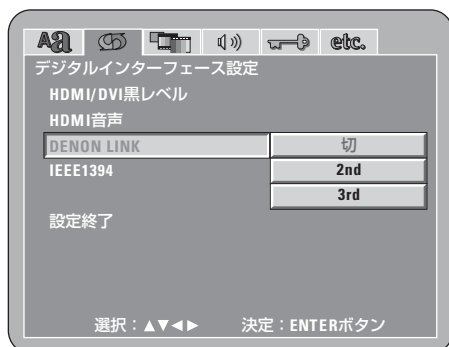 Aa etc.
デジタルインターフェース設定
HDMI/DVI黒レベル
HDMI音声
DENON LINK 切
IEEE1394 2nd
3rd
設定終了
選択：▲▼◀▶ 決定：ENTERボタン